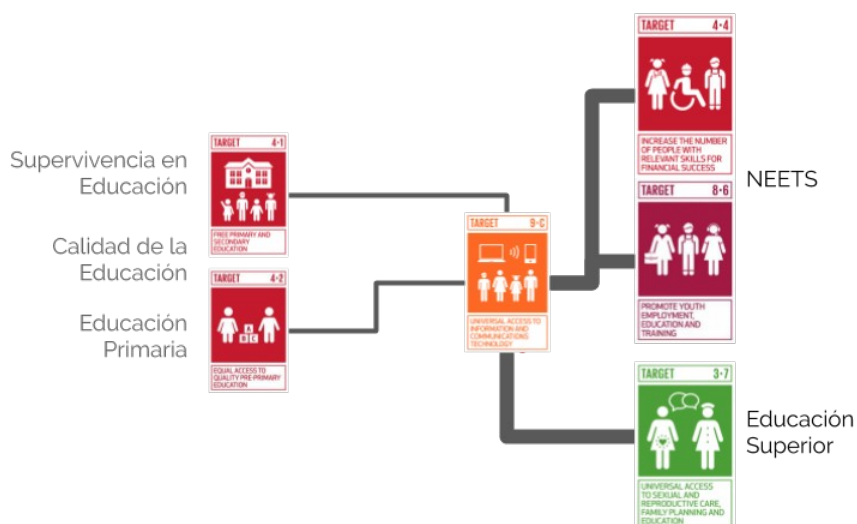 Supervivencia en
Educación
Calidad de la
Educación
Educación
Primaria
TARGET 4·1
FREE PRIMARY AND
SECONDARY
EDUCATION
TARGET 4·2
A
B C
EQUAL ACCESS TO
QUALITY PRE-PRIMARY
EDUCATION
TARGET 9·C
UNIVERSAL ACCESS TO
INFORMATION AND
COMMUNICATIONS
TECHNOLOGY
TARGET 4·4
INCREASE THE NUMBER
OF PEOPLE WITH
RELEVANT SKILLS FOR
FINANCIAL SUCCESS
TARGET 8·6
PROMOTE YOUTH
EMPLOYMENT,
EDUCATION AND
TRAINING
NEETS
TARGET 3·7
UNIVERSAL ACCESS
TO SEXUAL AND
REPRODUCTIVE CARE,
FAMILY PLANNING AND
EDUCATION
Educación
Superior